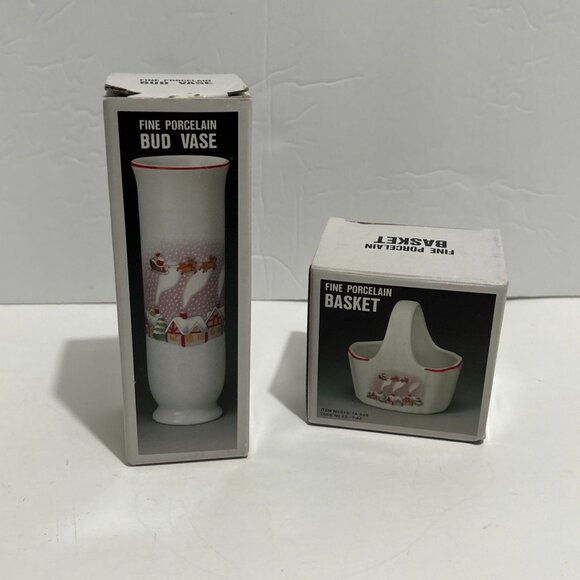 FINE PORCELAIN
BUD VASE
FINE PORCELAIN
BUD VASE
FINE PORCELAIN
BASKET
FINE PORCELAIN
BASKET